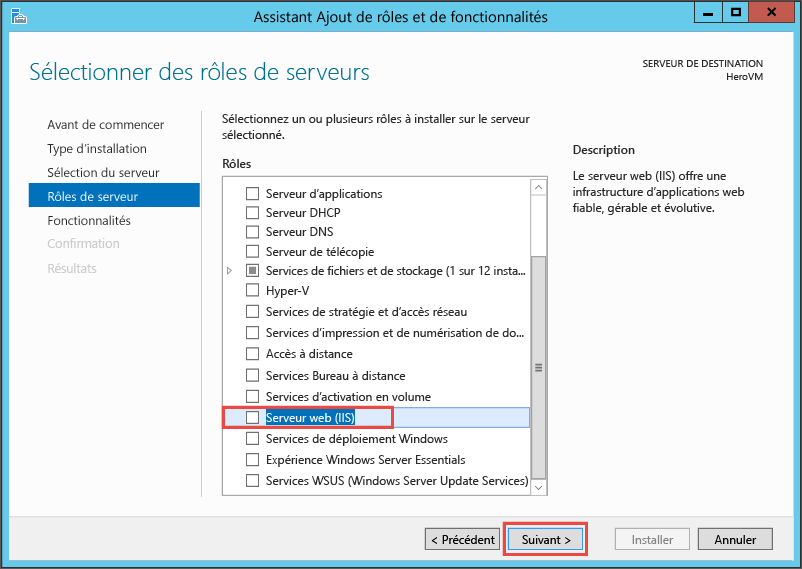 Assistant Ajout de rôles et de fonctionnalités
Sélectionner des rôles de serveurs
SERVEUR DE DESTINATION
HeroVM
Avant de commencer
Type d'installation
Sélection du serveur
Rôles de serveur
Fonctionnalités
Confirmation
Résultats
Sélectionnez un ou plusieurs rôles à installer sur le serveur
sélectionné.
Rôles
Serveur d'applications
Serveur DHCP
Serveur DNS
Serveur de télécopie
Services de fichiers et de stockage (1 sur 12 insta...
Hyper-V
Services de stratégie et d'accès réseau
Services d'impression et de numérisation de do...
Accès à distance
Services Bureau à distance
Services d'activation en volume
Serveur web (IIS)
Services de déploiement Windows
Expérience Windows Server Essentials
Services WSUS (Windows Server Update Services)
Description
Le serveur web (IIS) offre une
infrastructure d'applications web
fiable, gérable et évolutive.
< Précédent
Suivant >
Installer
Annuler